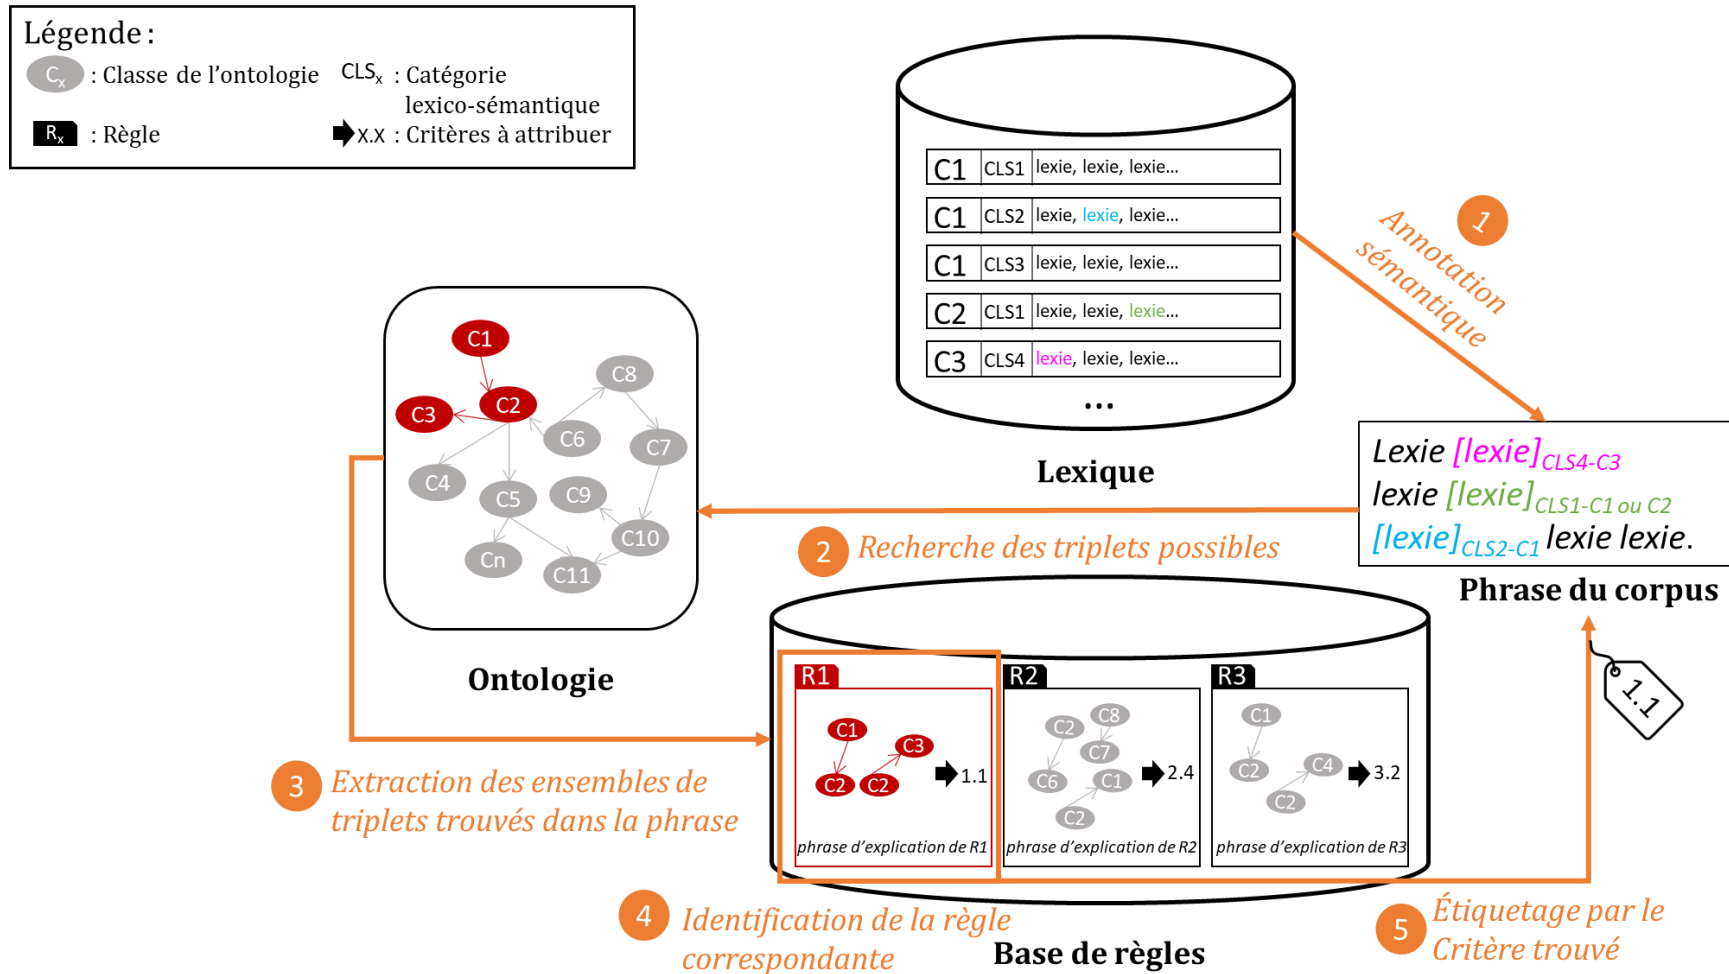 Légende :
Cx : Classe de l'ontologie
CLSx : Catégorie
lexico-sémantique
Rx : Règle
X.X : Critères à attribuer
C1 CLS1 lexie, lexie, lexie...
C1 CLS2 lexie, lexie, lexie...
C1 CLS3 lexie, lexie, lexie...
C2 CLS1 lexie, lexie, lexie...
C3 CLS4 lexie, lexie, lexie...
...
Lexique
1
Annotation
sémantique
C1
C8
C2
C3
C6
C7
C4
C5
C9
C10
Cn
C11
Ontologie
Lexie [lexie]CLS4-C3
lexie [lexie]CLS1-C1 ou C2
[lexie]CLS2-C1 lexie lexie.
Phrase du corpus
2 Recherche des triplets possibles
1.1
R1
C1
C3
C2
C2
1.1
phrase d'explication de R1
R2
C8
C2
C7
C6
C1
C2
2.4
phrase d'explication de R2
R3
C1
C4
C2
C2
3.2
phrase d'explication de R3
3 Extraction des ensembles de
triplets trouvés dans la phrase
4 Identification de la règle
correspondante
Base de règles
5 Étiquetage par le
Critère trouvé